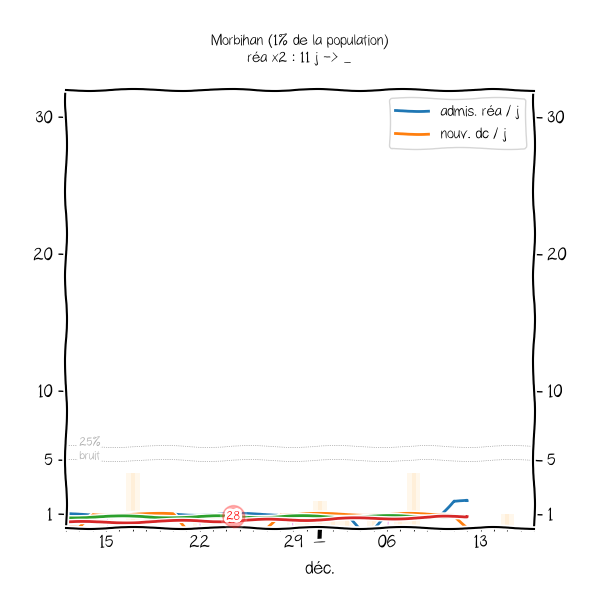 Morbihan (1% de la population)
réa x2 : 11 j -> _
admis. réa / j
nouv. dc / j
30 30
20 20
10 10
25%
bruit
5 5
28
1 1
15 22 29 06 13
déc.